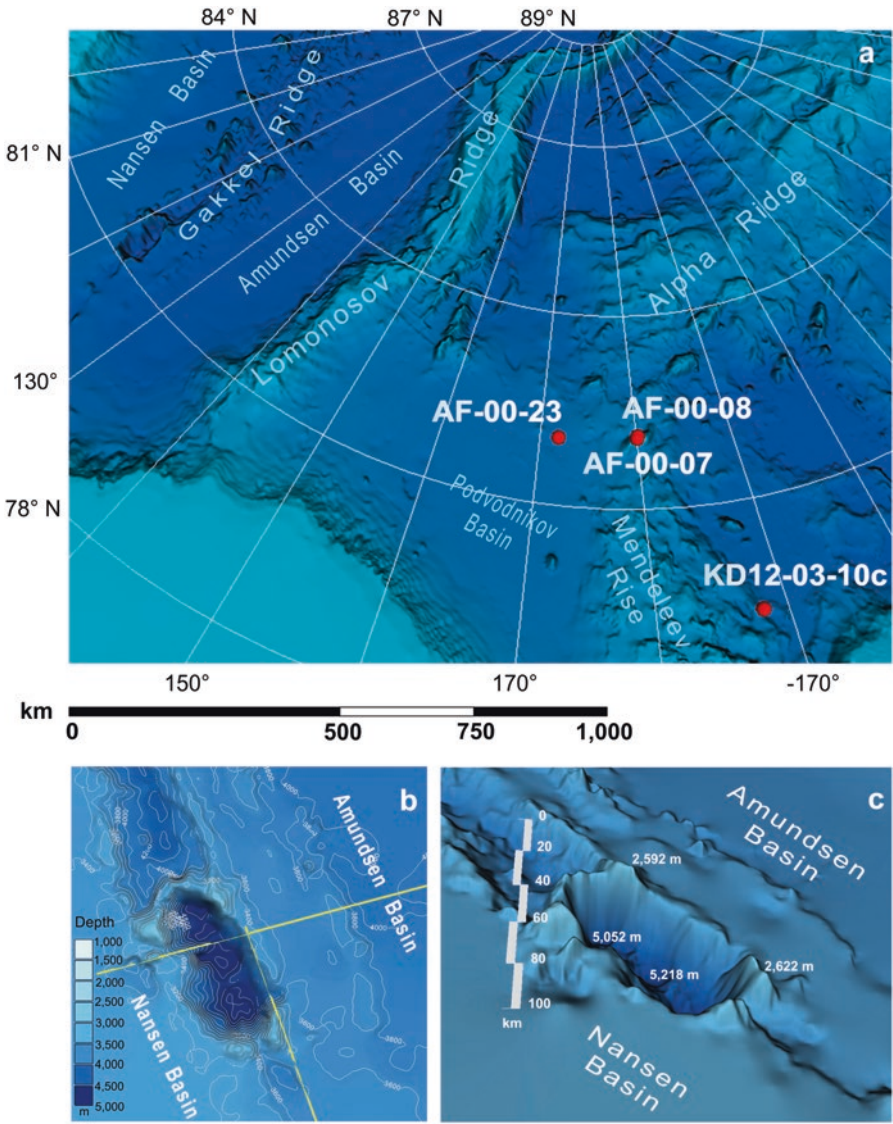 84° N
87° N
89° N
a
81° N
Nansen Basin
Gakkel Ridge
Amundsen Basin
Lomonosov Ridge
Alpha Ridge
130°
AF-00-23
AF-00-08
AF-00-07
78° N
Podvodnikov
Basin
Mendeleev
Rise
KD12-03-10c
150°
170°
-170°
km
0
500
750
1,000
b
Amundsen
Basin
Nansen Basin
Depth
1,000
1,500
2,000
2,500
3,000
3,500
4,000
4,500
m 5,000
c
Amundsen
Basin
0
20
40
60
80
100
km
2,592 m
5,052 m
5,218 m
2,622 m
Nansen
Basin